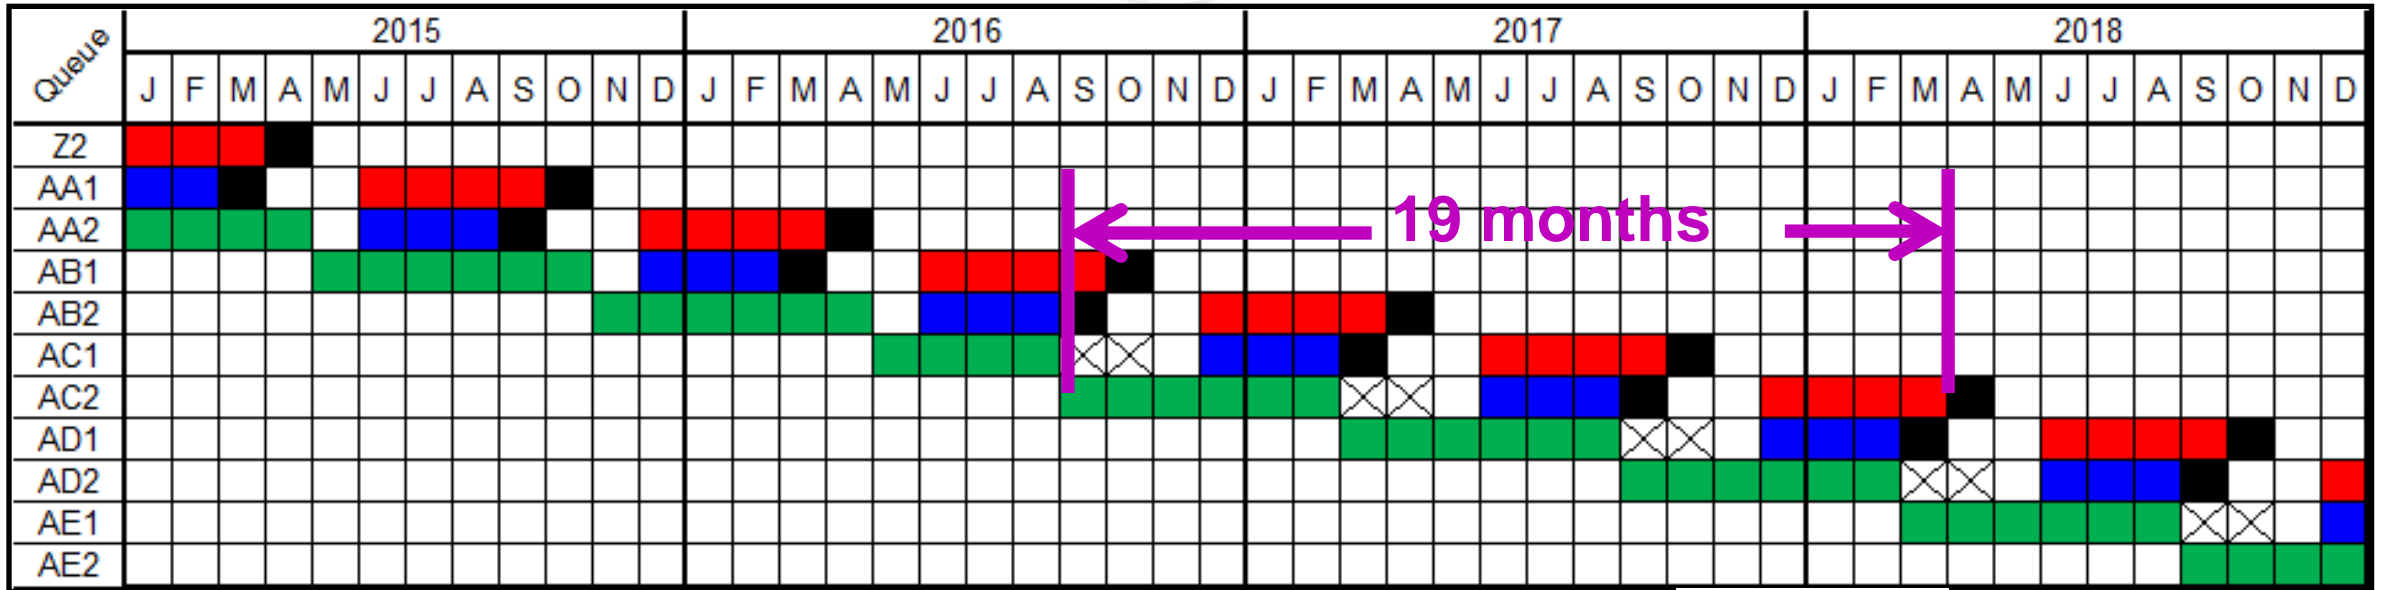 Queue 2015 2016 2017 2018
J F M A M J J A S O N D J F M A M J J A S O N D J F M A M J J A S O N D J F M A M J J A S O N D
Z2
AA1
AA2
19 months
AB1
AB2
AC1
AC2
AD1
AD2
AE1
AE2